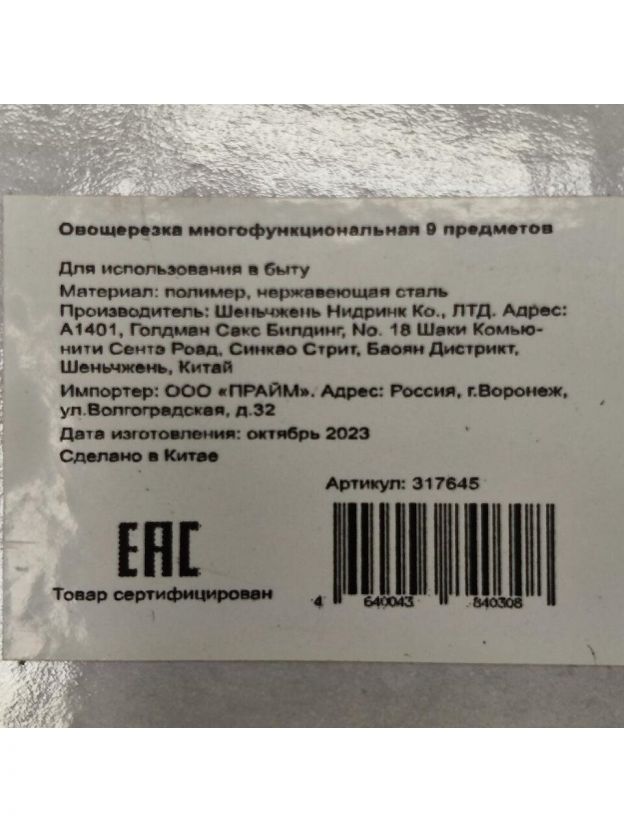 Овощерезка многофункциональная 9 предметов
Для использования в быту
Материал: полимер, нержавеющая сталь
Производитель: Шеньчжень Нидринк Ко., ЛТД. Адрес:
А1401, Голдман Сакс Билдинг, No. 18 Шаки Комью-
нити Сентэ Роад, Синкао Стрит, Баоян Дистрикт,
Шеньчжень, Китай
Импортер: ООО «ПРАЙМ». Адрес: Россия, г.Воронеж,
ул.Волгоградская, д.32
Дата изготовления: октябрь 2023
Сделано в Китае
Артикул: 317645
ЕАС
Товар сертифицирован
4 640043 840308